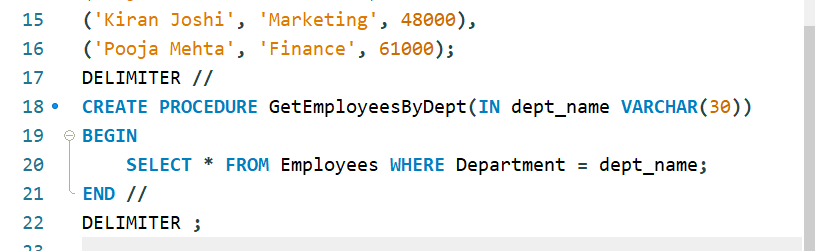 15 ('Kiran Joshi', 'Marketing', 48000),
16 ('Pooja Mehta', 'Finance', 61000);
17 DELIMITER //
18 CREATE PROCEDURE GetEmployeesByDept(IN dept_name VARCHAR(30))
19 BEGIN
20 SELECT * FROM Employees WHERE Department = dept_name;
21 END //
22 DELIMITER ;